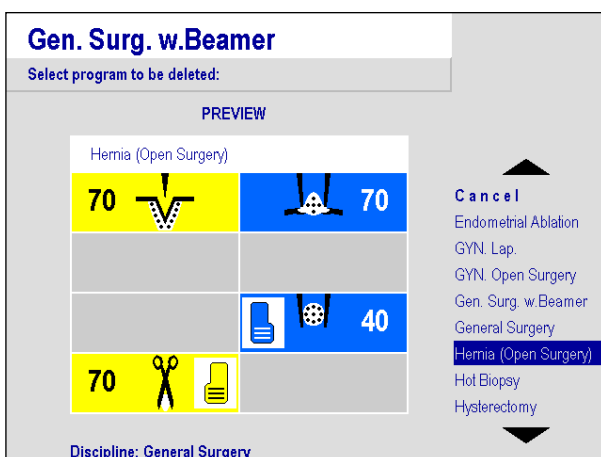 Gen. Surg. w.Beamer
Select program to be deleted:
PREVIEW
Hernia (Open Surgery)
70 70
40
70
Discipline: General Surgery
Cancel
Endometrial Ablation
GYN. Lap.
GYN. Open Surgery
Gen. Surg. w.Beamer
General Surgery
Hernia (Open Surgery)
Hot Biopsy
Hysterectomy